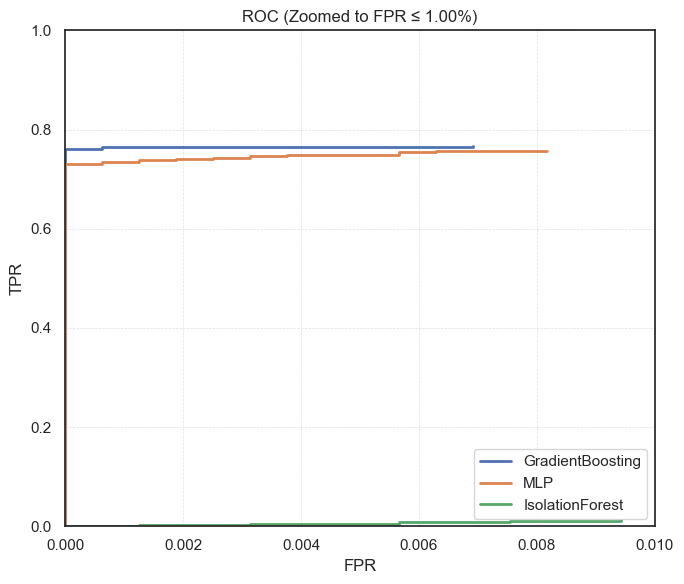 ROC (Zoomed to FPR ≤ 1.00%)
1.0
0.8
0.6
0.4
0.2
0.0
TPR
GradientBoosting
MLP
IsolationForest
0.000 0.002 0.004 0.006 0.008 0.010
FPR